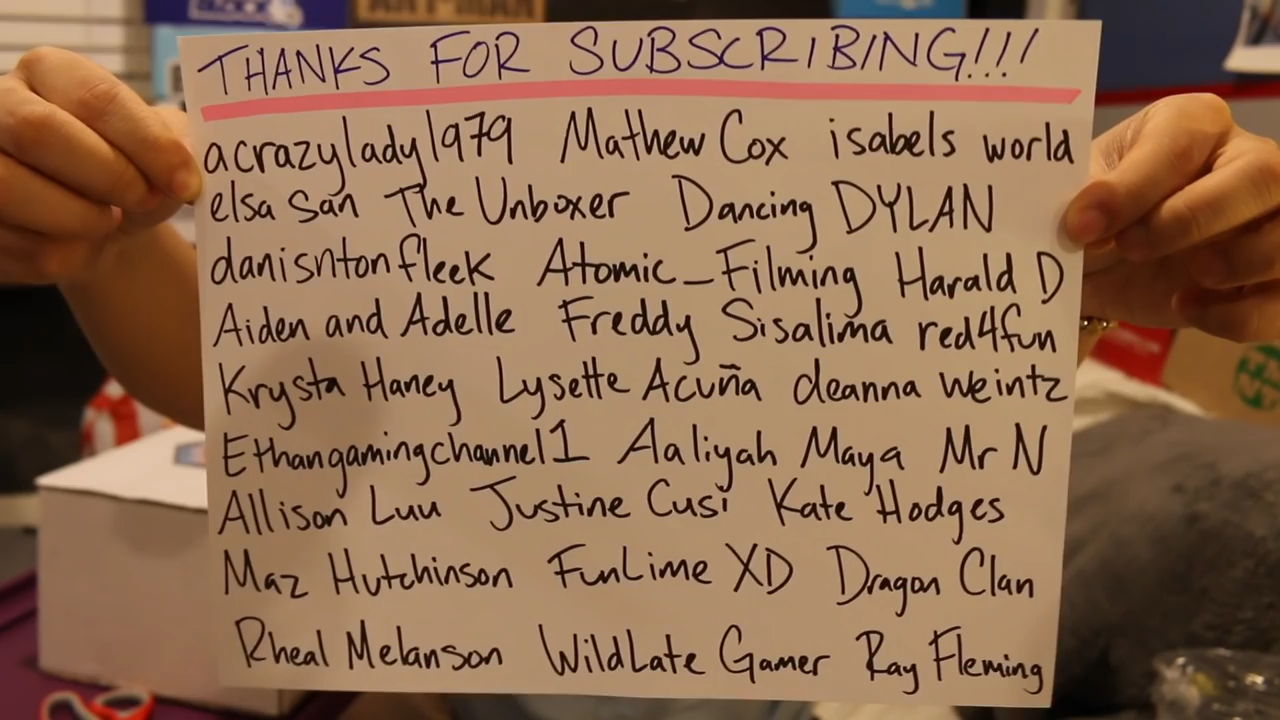 THANKS FOR SUBSCRIBING!!!
acrazylady1979 Mathew Cox isabels world
elsa San The Unboxer Dancing DYLAN
danisntonfleek Atomic_Filming Harald D
Aiden and Adelle Freddy Sisalima red4fun
Krysta Haney Lysette Acuña deanna weintz
Ethangamingchannel1 Aaliyah Maya Mr N
Allison Luu Justine Cusi Kate Hodges
Maz Hutchinson FunLime XD Dragon Clan
Rheal Melanson WildLate Gamer Ray Fleming